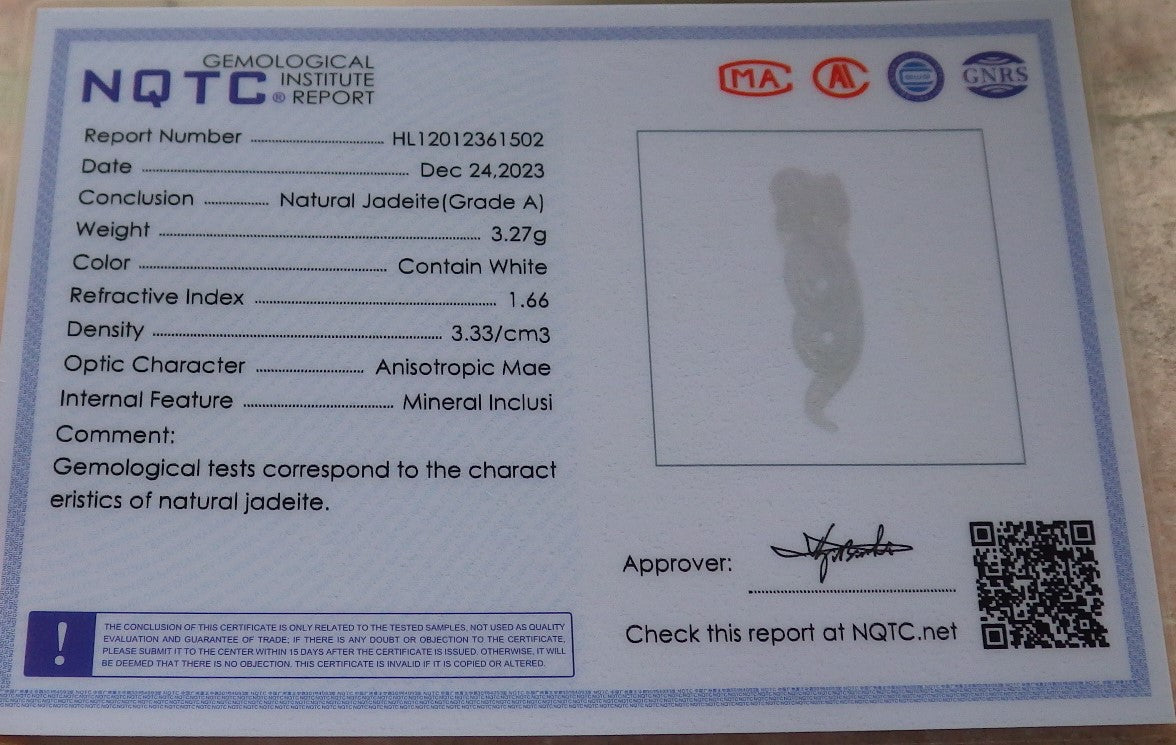 GEMOLOGICAL
NQTC® INSTITUTE
REPORT
MA
GNRS
Report Number HL12012361502
Date Dec 24,2023
Conclusion Natural Jadeite(Grade A)
Weight 3.27g
Color Contain White
Refractive Index 1.66
Density 3.33/cm3
Optic Character Anisotropic Mae
Internal Feature Mineral Inclusi
Comment:
Gemological tests correspond to the charact
eristics of natural jadeite.
Approver:
Check this report at NQTC.net
!
THE CONCLUSION OF THIS CERTIFICATE IS ONLY RELATED TO THE TESTED SAMPLES, NOT USED AS QUALITY
EVALUATION AND GUARANTEE OF TRADE; IF THERE IS ANY DOUBT OR OBJECTION TO THE CERTIFICATE,
PLEASE SUBMIT IT TO THE CENTER WITHIN 15 DAYS AFTER THE CERTIFICATE IS ISSUED. OTHERWISE, IT WILL
BE DEEMED THAT THERE IS NO OBJECTION. THIS CERTIFICATE IS INVALID IF IT IS COPIED OR ALTERED.